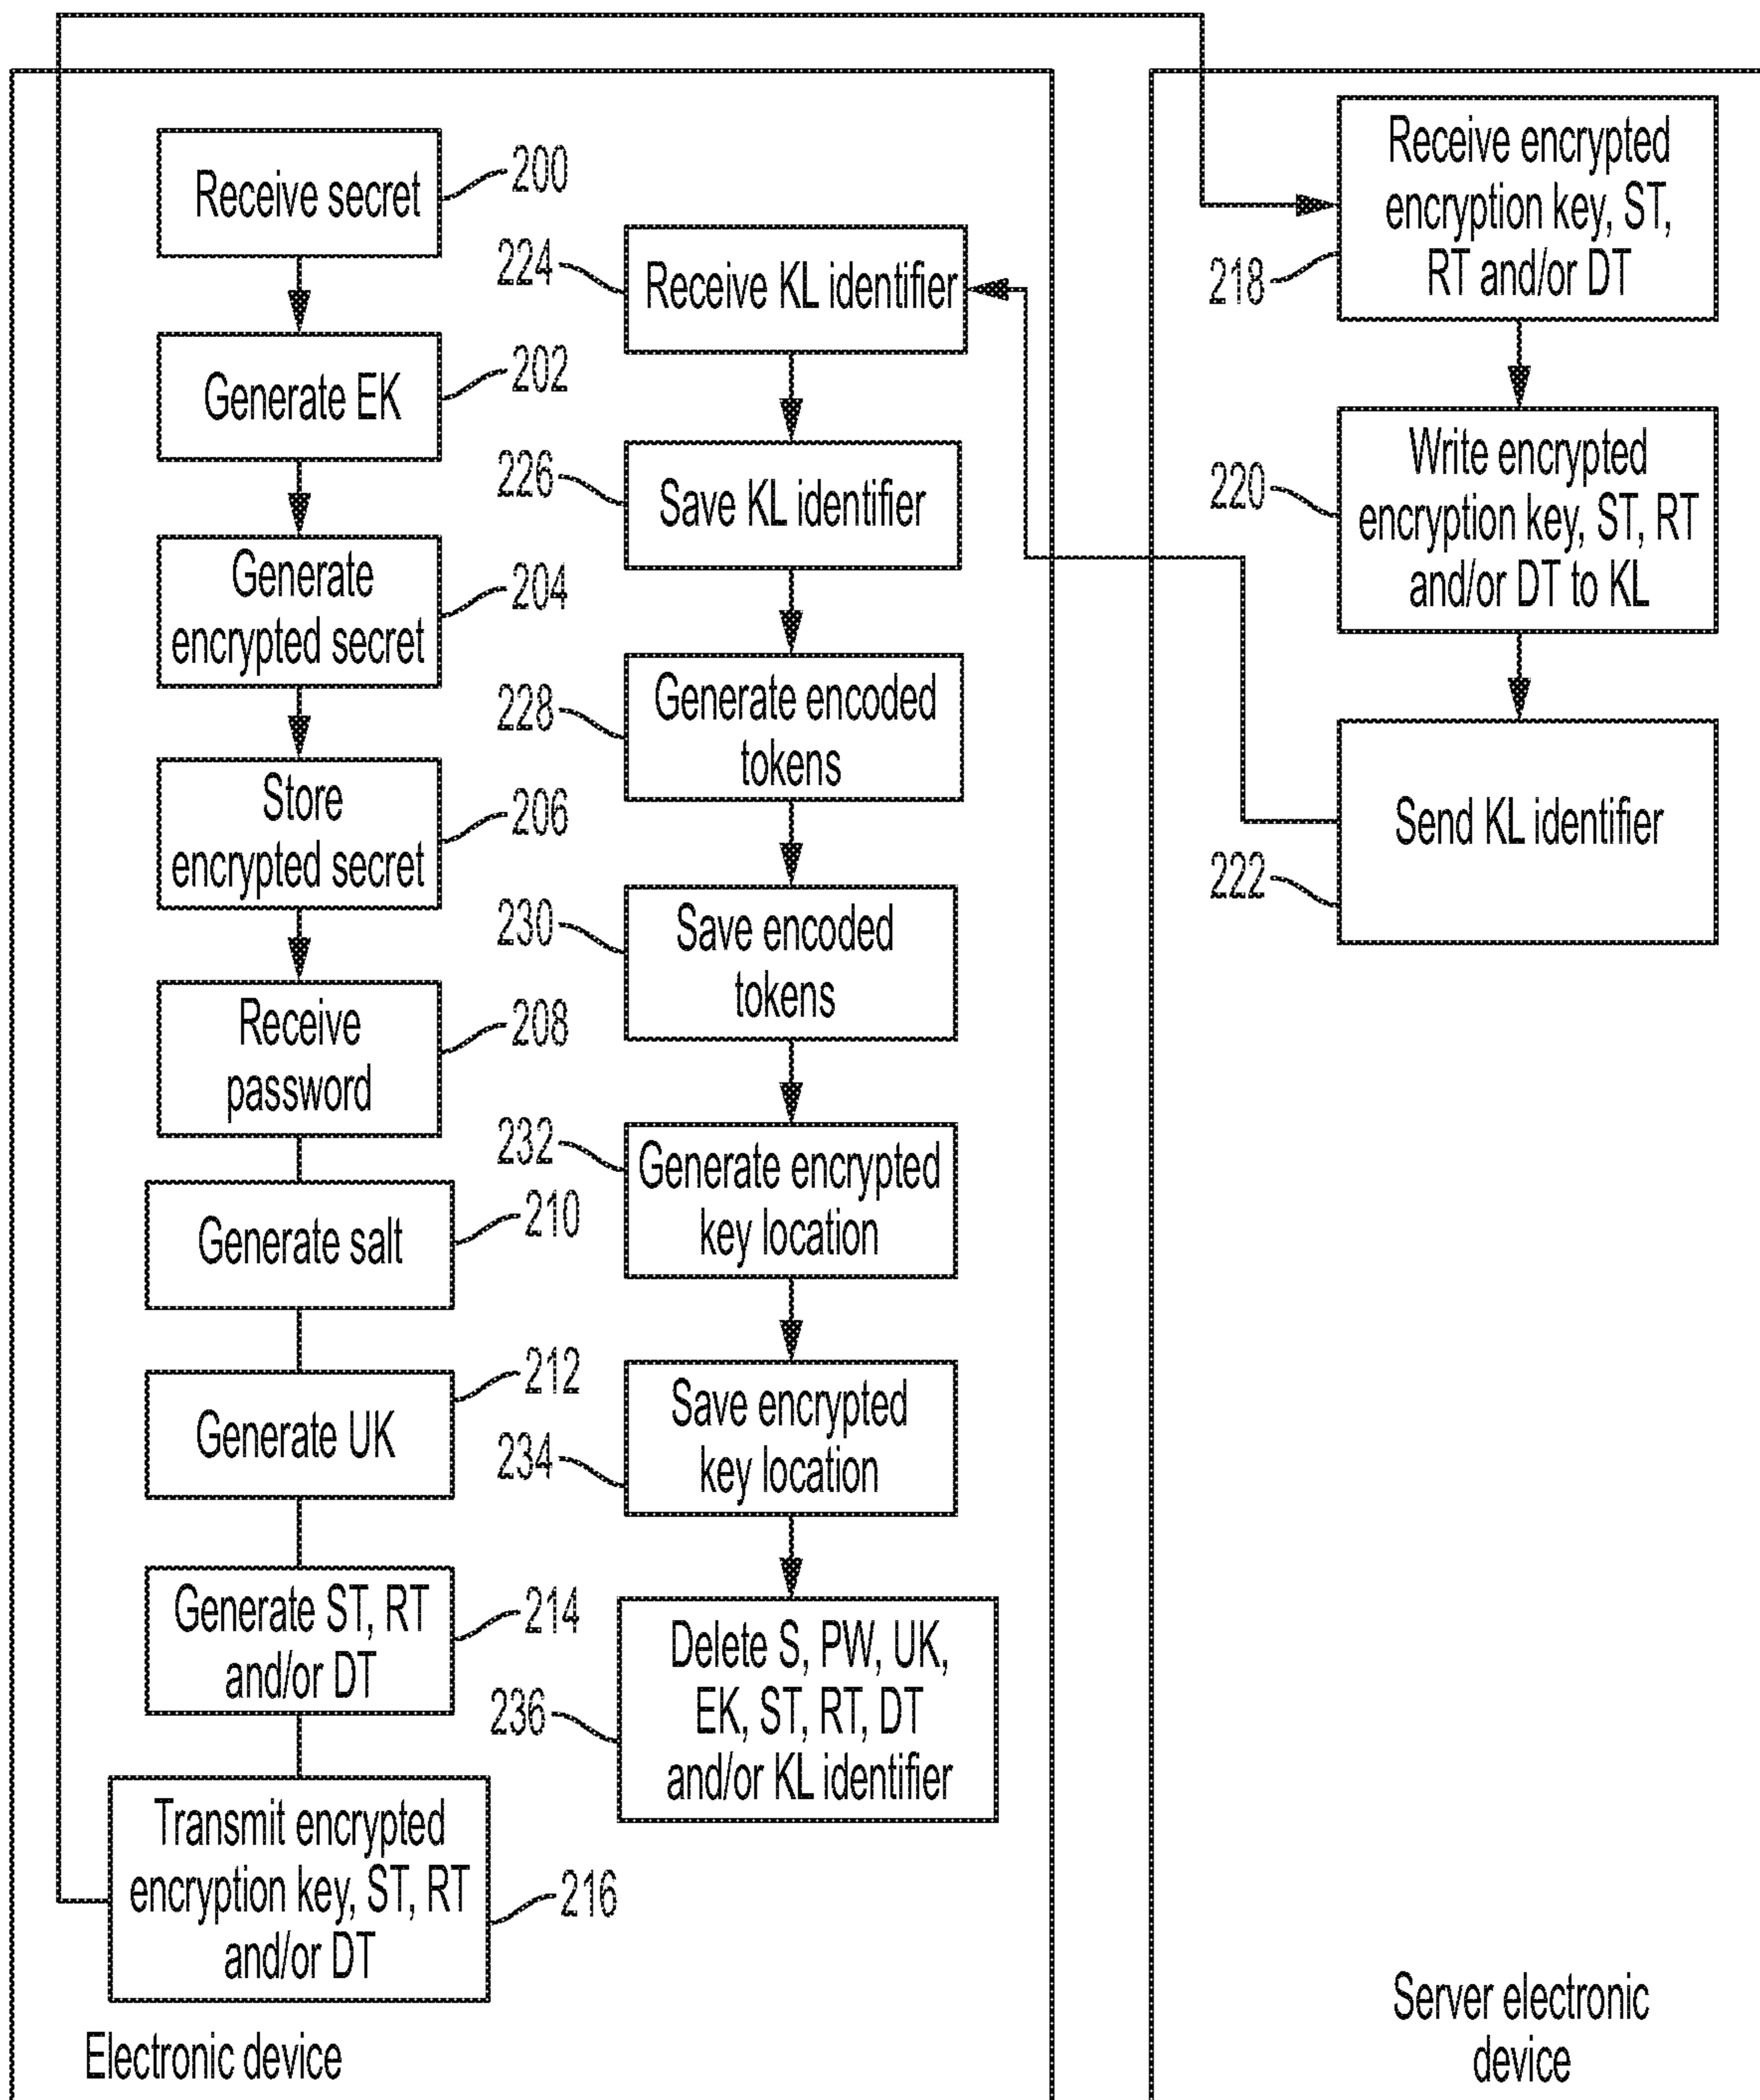 Receive secret
200
Generate EK
202
Generate
encrypted secret
204
Store
encrypted secret
206
Receive
password
208
Generate salt
210
Generate UK
212
Generate ST, RT
and/or DT
214
Transmit encrypted
encryption key, ST, RT
and/or DT
216
Electronic device
224
Receive KL identifier
226
Save KL identifier
228
Generate encoded
tokens
230
Save encoded
tokens
232
Generate encrypted
key location
Save encrypted
key location
234
Delete S, PW, UK,
EK, ST, RT, DT
and/or KL identifier
236
Receive encrypted
encryption key, ST,
RT and/or DT
218
Write encrypted
encryption key, ST, RT
and/or DT to KL
220
Send KL identifier
222
Server electronic
device